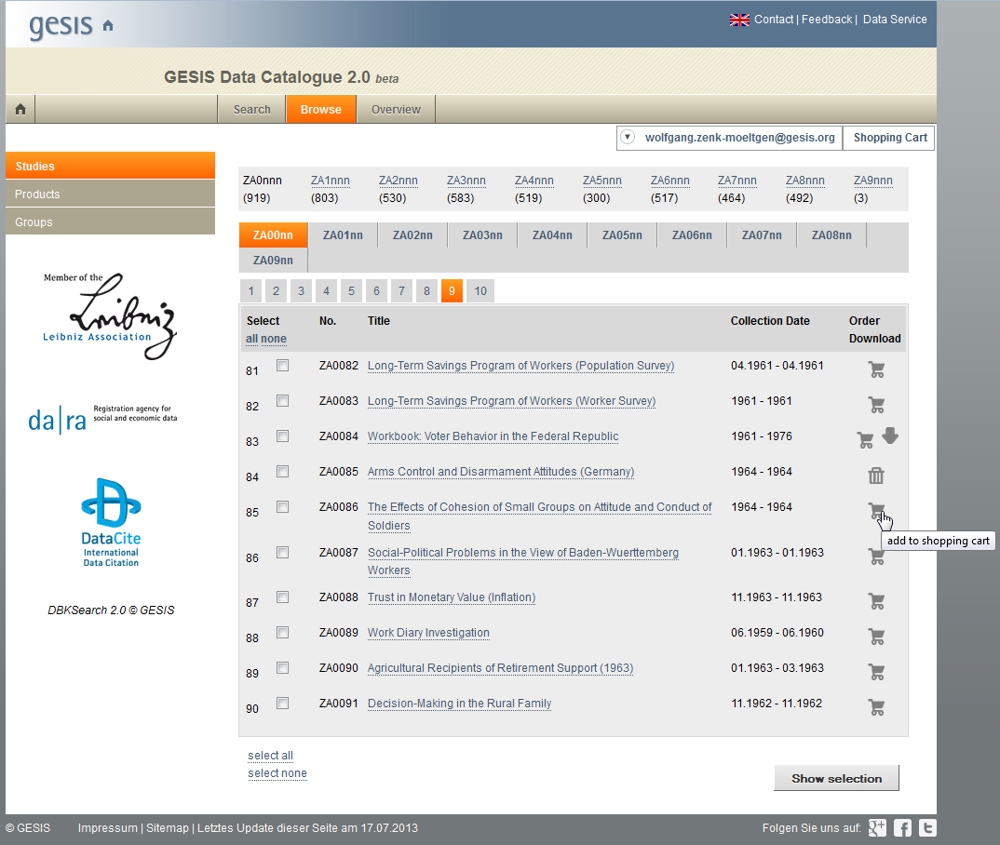 gesis
Contact | Feedback | Data Service
GESIS Data Catalogue 2.0 beta
Search Browse Overview
wolfgang.zenk-moeltgen@gesis.org Shopping Cart
Studies
Products
Groups
ZA0nnn ZA1nnn ZA2nnn ZA3nnn ZA4nnn ZA5nnn ZA6nnn ZA7nnn ZA8nnn ZA9nnn
(919) (803) (530) (583) (519) (300) (517) (464) (492) (3)
ZA00nn ZA01nn ZA02nn ZA03nn ZA04nn ZA05nn ZA06nn ZA07nn ZA08nn
ZA09nn
1 2 3 4 5 6 7 8 9 10
Select No. Title Collection Date Order
all none Download
81 ZA0082 Long-Term Savings Program of Workers (Population Survey) 04.1961 - 04.1961
82 ZA0083 Long-Term Savings Program of Workers (Worker Survey) 1961 - 1961
83 ZA0084 Workbook: Voter Behavior in the Federal Republic 1961 - 1976
84 ZA0085 Arms Control and Disarmament Attitudes (Germany) 1964 - 1964
85 ZA0086 The Effects of Cohesion of Small Groups on Attitude and Conduct of 1964 - 1964
Soldiers
add to shopping cart
86 ZA0087 Social-Political Problems in the View of Baden-Wuerttemberg 01.1963 - 01.1963
Workers
87 ZA0088 Trust in Monetary Value (Inflation) 11.1963 - 11.1963
88 ZA0089 Work Diary Investigation 06.1959 - 06.1960
89 ZA0090 Agricultural Recipients of Retirement Support (1963) 01.1963 - 03.1963
90 ZA0091 Decision-Making in the Rural Family 11.1962 - 11.1962
select all
select none
Show selection
Member of the
Leibniz
Leibniz Association
da|ra Registration agency for
social and economic data
D
DataCite
International
Data Citation
DBKSearch 2.0 © GESIS
© GESIS Impressum | Sitemap | Letztes Update dieser Seite am 17.07.2013 Folgen Sie uns auf: g+ f t